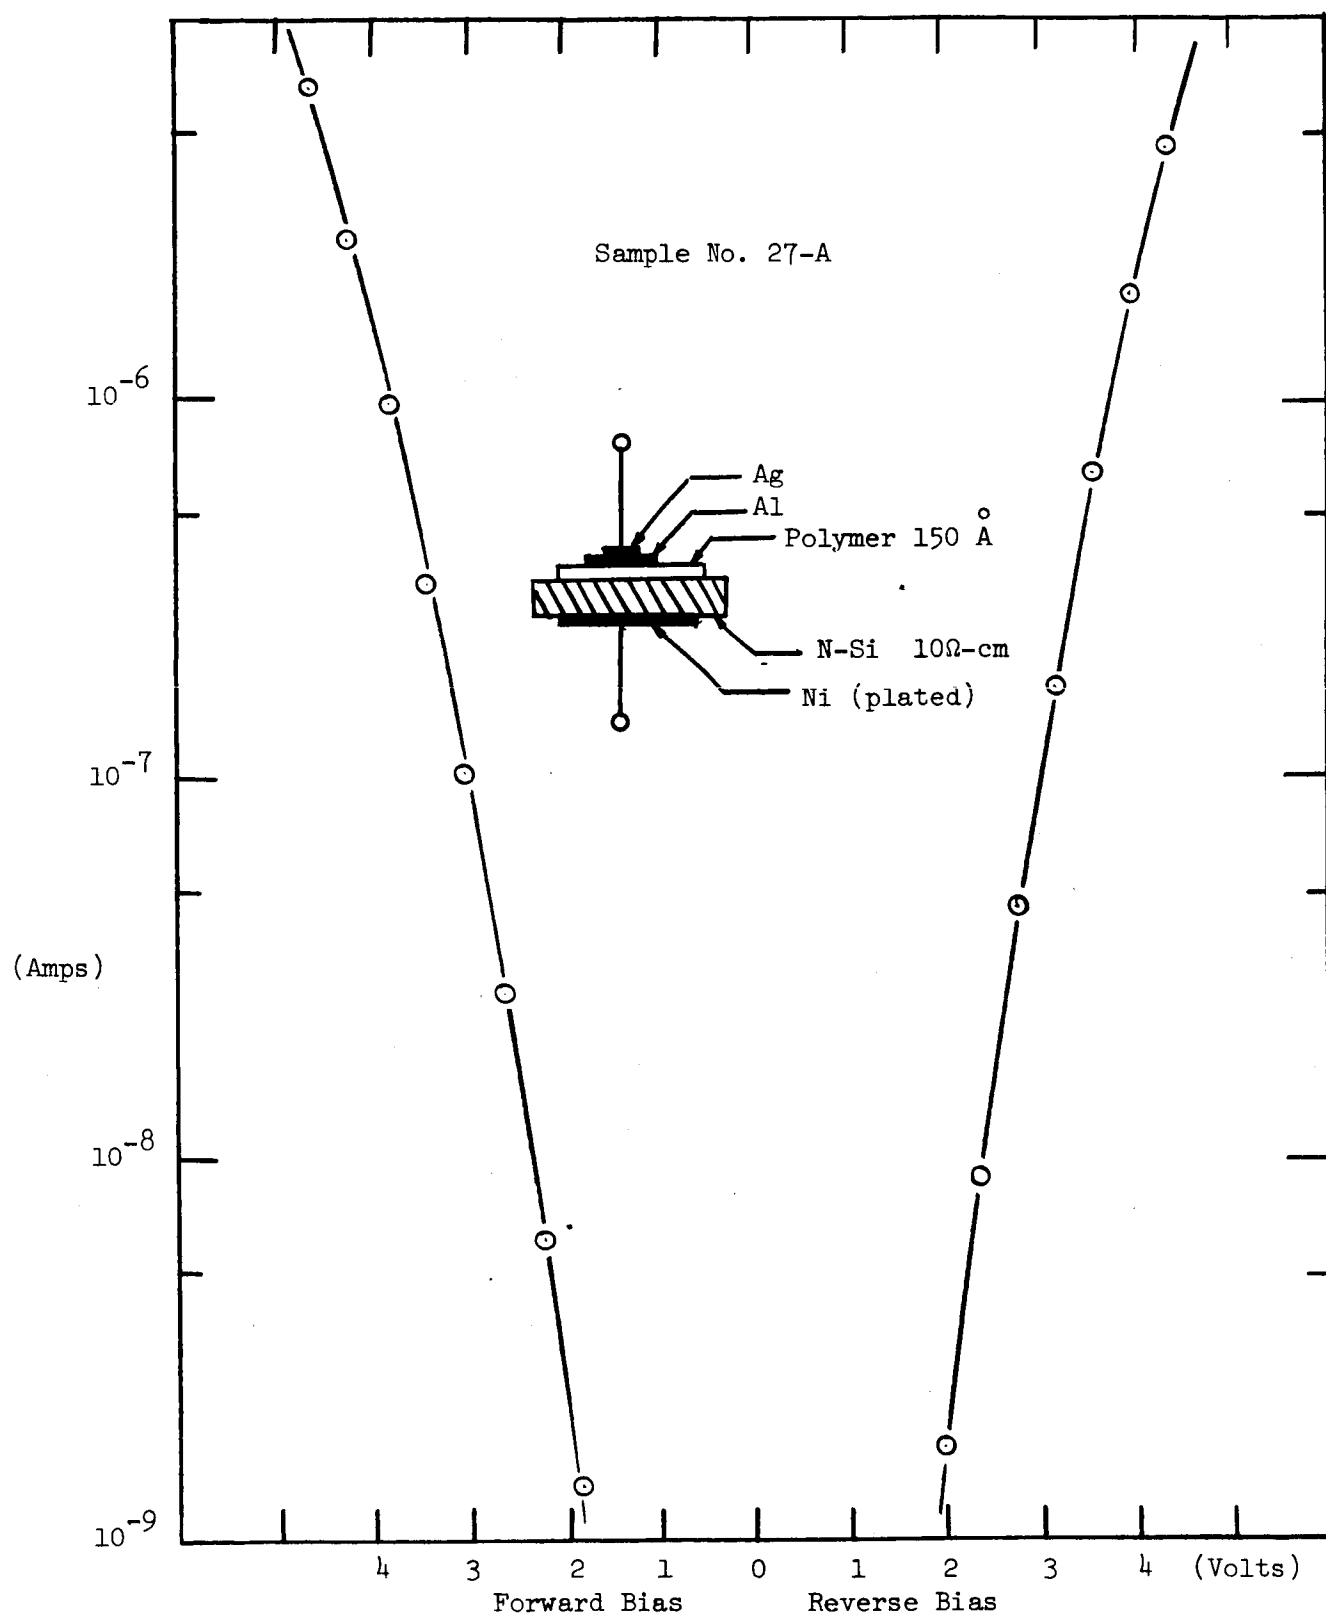 Sample No. 27-A
10⁻⁶
Ag
Al
Polymer 150 Å
N-Si 10Ω-cm
Ni (plated)
10⁻⁷
(Amps)
10⁻⁸
10⁻⁹
4 3 2 1 0 1 2 3 4 (Volts)
Forward Bias Reverse Bias